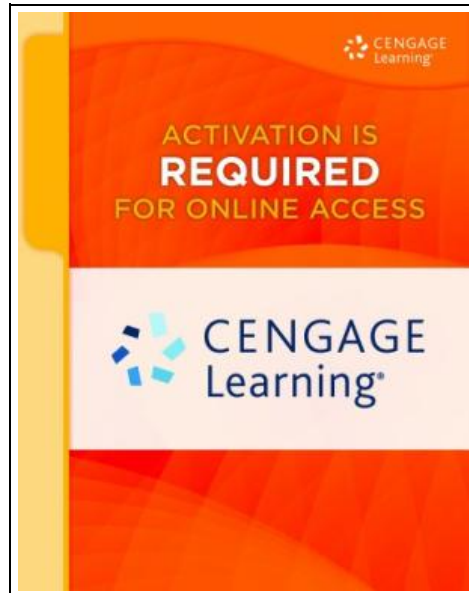 CENGAGE
Learning®
ACTIVATION IS
REQUIRED
FOR ONLINE ACCESS
CENGAGE
Learning®